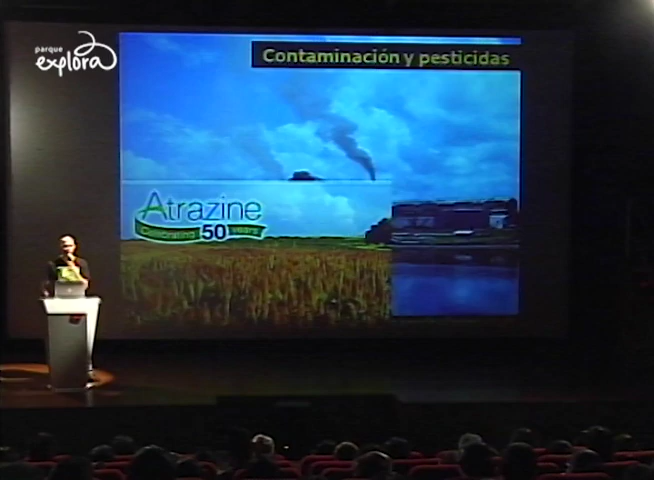 parque
explora
Contaminación y pesticidas
Atrazine
Celebrating 50 years